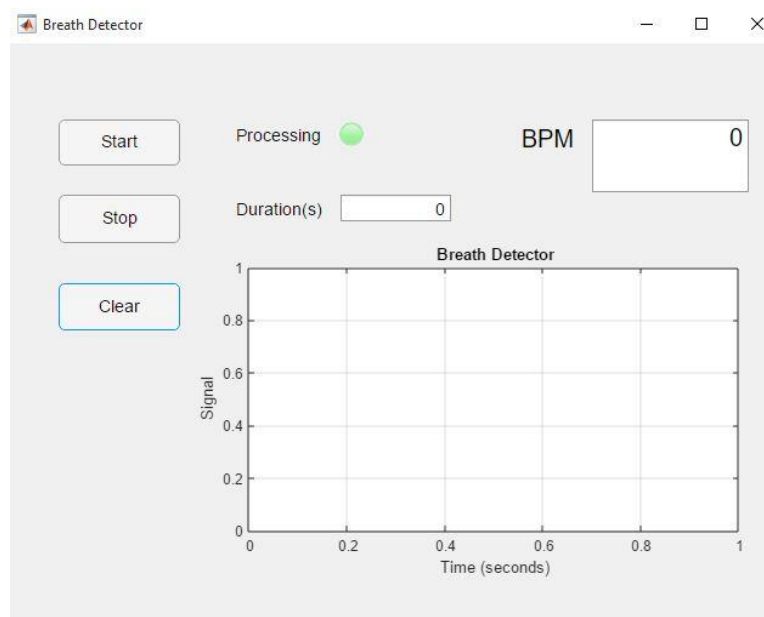 Breath Detector
Start
Processing
BPM
0
Stop
Duration(s)
0
Clear
Breath Detector
1
0.8
0.6
0.4
0.2
0
Signal
0
0.2
0.4
0.6
0.8
1
Time (seconds)